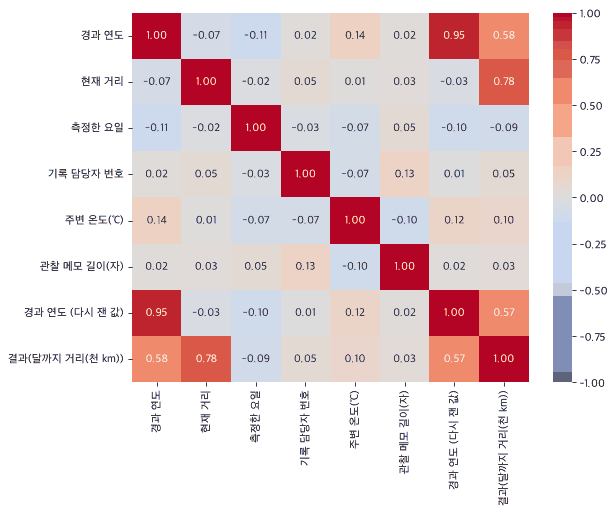 경과 연도 1.00 -0.07 -0.11 0.02 0.14 0.02 0.95 0.58
현재 거리 -0.07 1.00 -0.02 0.05 0.01 0.03 -0.03 0.78
측정한 요일 -0.11 -0.02 1.00 -0.03 -0.07 0.05 -0.10 -0.09
기록 담당자 번호 0.02 0.05 -0.03 1.00 -0.07 0.13 0.01 0.05
주변 온도(℃) 0.14 0.01 -0.07 -0.07 1.00 -0.10 0.12 0.10
관찰 메모 길이(자) 0.02 0.03 0.05 0.13 -0.10 1.00 0.02 0.03
경과 연도 (다시 잰 값) 0.95 -0.03 -0.10 0.01 0.12 0.02 1.00 0.57
결과(달까지 거리(천 km)) 0.58 0.78 -0.09 0.05 0.10 0.03 0.57 1.00
경과 연도
현재 거리
측정한 요일
기록 담당자 번호
주변 온도(℃)
관찰 메모 길이(자)
경과 연도 (다시 잰 값)
결과(달까지 거리(천 km))
1.00
0.75
0.50
0.25
0.00
-0.25
-0.50
-0.75
-1.00